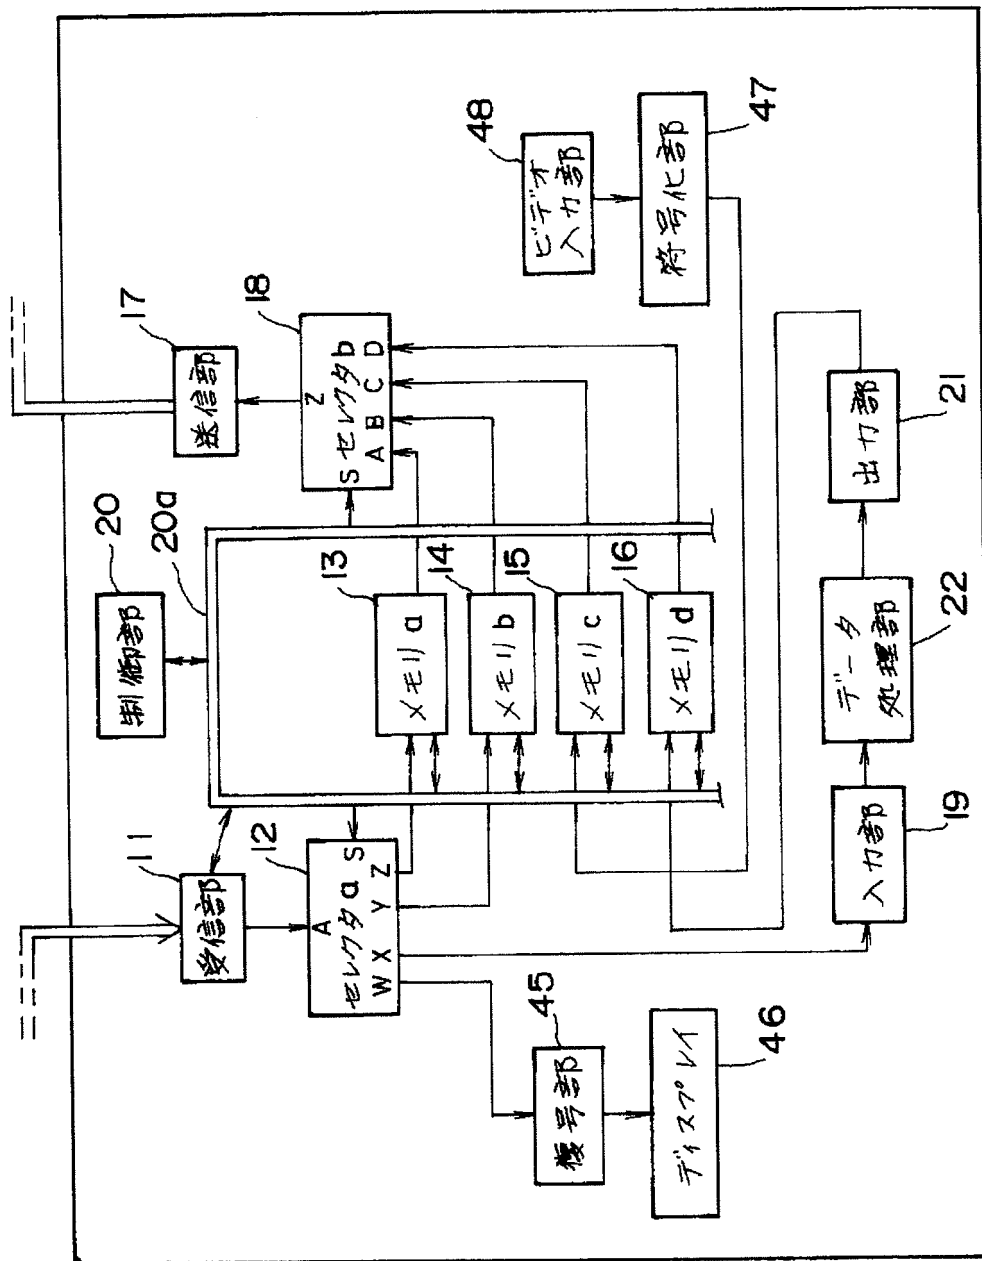 20
制御部
20a
11
受信部
17
送信部
12
A
セレクタa
S
W X Y Z
18
Z
S セレクタb
A B C D
13
メモリa
14
メモリb
15
メモリc
16
メモリd
48
ビデオ
入力部
47
符号化部
45
復号部
46
ディスプレイ
19
入力部
22
データ
処理部
21
出力部